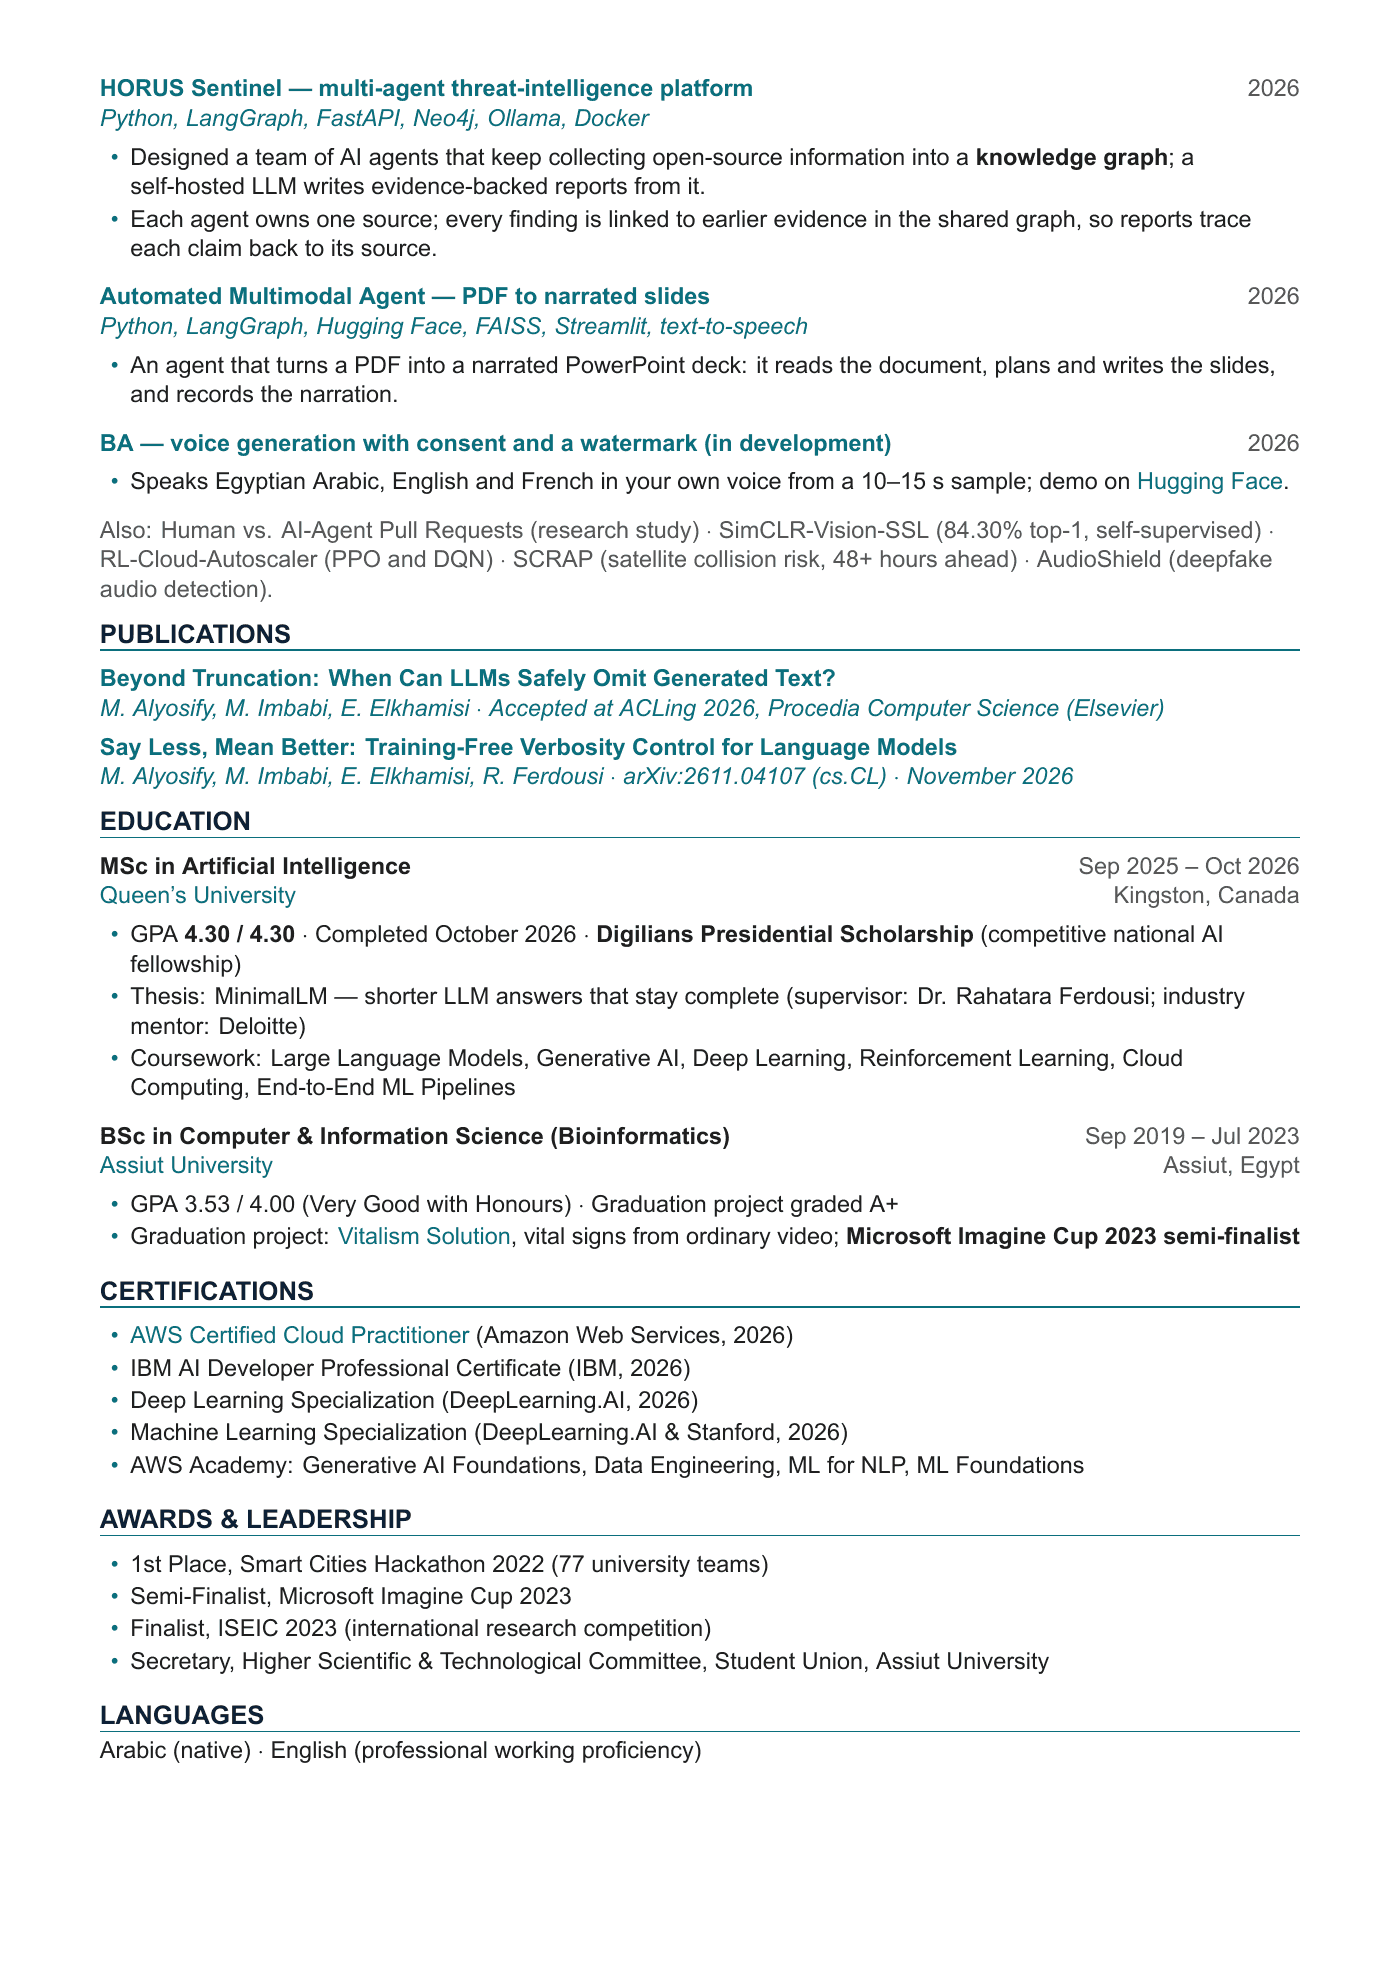 HORUS Sentinel — multi-agent threat-intelligence platform 2026
Python, LangGraph, FastAPI, Neo4j, Ollama, Docker
• Designed a team of AI agents that keep collecting open-source information into a knowledge graph; a
self-hosted LLM writes evidence-backed reports from it.
• Each agent owns one source; every finding is linked to earlier evidence in the shared graph, so reports trace
each claim back to its source.
Automated Multimodal Agent — PDF to narrated slides 2026
Python, LangGraph, Hugging Face, FAISS, Streamlit, text-to-speech
• An agent that turns a PDF into a narrated PowerPoint deck: it reads the document, plans and writes the slides,
and records the narration.
BA — voice generation with consent and a watermark (in development) 2026
• Speaks Egyptian Arabic, English and French in your own voice from a 10–15 s sample; demo on Hugging Face.
Also: Human vs. AI-Agent Pull Requests (research study) · SimCLR-Vision-SSL (84.30% top-1, self-supervised) ·
RL-Cloud-Autoscaler (PPO and DQN) · SCRAP (satellite collision risk, 48+ hours ahead) · AudioShield (deepfake
audio detection).
PUBLICATIONS
Beyond Truncation: When Can LLMs Safely Omit Generated Text?
M. Alyosify, M. Imbabi, E. Elkhamisi · Accepted at ACLing 2026, Procedia Computer Science (Elsevier)
Say Less, Mean Better: Training-Free Verbosity Control for Language Models
M. Alyosify, M. Imbabi, E. Elkhamisi, R. Ferdousi · arXiv:2611.04107 (cs.CL) · November 2026
EDUCATION
MSc in Artificial Intelligence Sep 2025 – Oct 2026
Queen’s University Kingston, Canada
• GPA 4.30 / 4.30 · Completed October 2026 · Digilians Presidential Scholarship (competitive national AI
fellowship)
• Thesis: MinimalLM — shorter LLM answers that stay complete (supervisor: Dr. Rahatara Ferdousi; industry
mentor: Deloitte)
• Coursework: Large Language Models, Generative AI, Deep Learning, Reinforcement Learning, Cloud
Computing, End-to-End ML Pipelines
BSc in Computer & Information Science (Bioinformatics) Sep 2019 – Jul 2023
Assiut University Assiut, Egypt
• GPA 3.53 / 4.00 (Very Good with Honours) · Graduation project graded A+
• Graduation project: Vitalism Solution, vital signs from ordinary video; Microsoft Imagine Cup 2023 semi-finalist
CERTIFICATIONS
• AWS Certified Cloud Practitioner (Amazon Web Services, 2026)
• IBM AI Developer Professional Certificate (IBM, 2026)
• Deep Learning Specialization (DeepLearning.AI, 2026)
• Machine Learning Specialization (DeepLearning.AI & Stanford, 2026)
• AWS Academy: Generative AI Foundations, Data Engineering, ML for NLP, ML Foundations
AWARDS & LEADERSHIP
• 1st Place, Smart Cities Hackathon 2022 (77 university teams)
• Semi-Finalist, Microsoft Imagine Cup 2023
• Finalist, ISEIC 2023 (international research competition)
• Secretary, Higher Scientific & Technological Committee, Student Union, Assiut University
LANGUAGES
Arabic (native) · English (professional working proficiency)